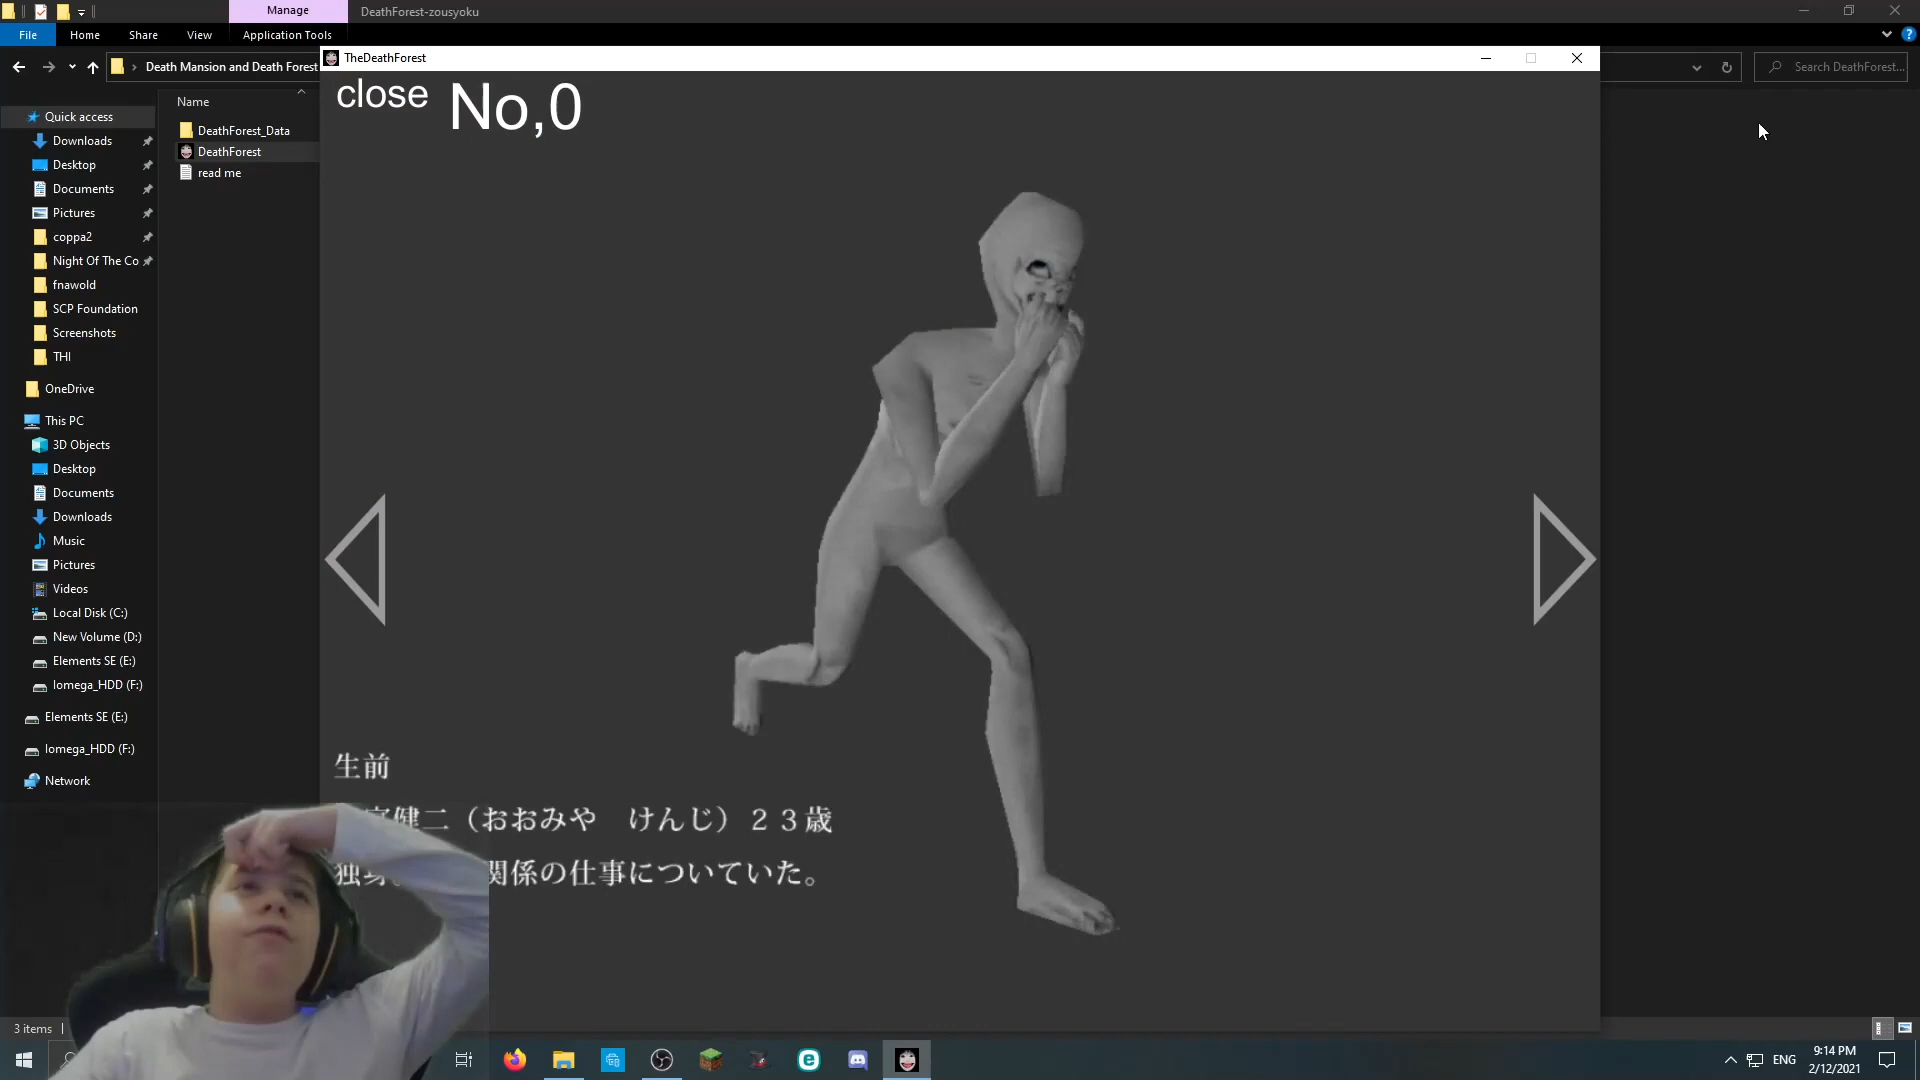 Manage
DeathForest-zousyoku
File
Home
Share
View
Application Tools
Death Mansion and Death Forest
Search DeathForest...
TheDeathForest
close
No,0
Name
DeathForest_Data
DeathForest
read me
Quick access
Downloads
Desktop
Documents
Pictures
coppa2
Night Of The Co
fnawold
SCP Foundation
Screenshots
THI
OneDrive
This PC
3D Objects
Desktop
Documents
Downloads
Music
Pictures
Videos
Local Disk (C:)
New Volume (D:)
Elements SE (E:)
Iomega_HDD (F:)
Elements SE (E:)
Iomega_HDD (F:)
Network
生前
健二（おおみや　けんじ）２３歳
関係の仕事についていた。
3 items
ENG
9:14 PM
2/12/2021